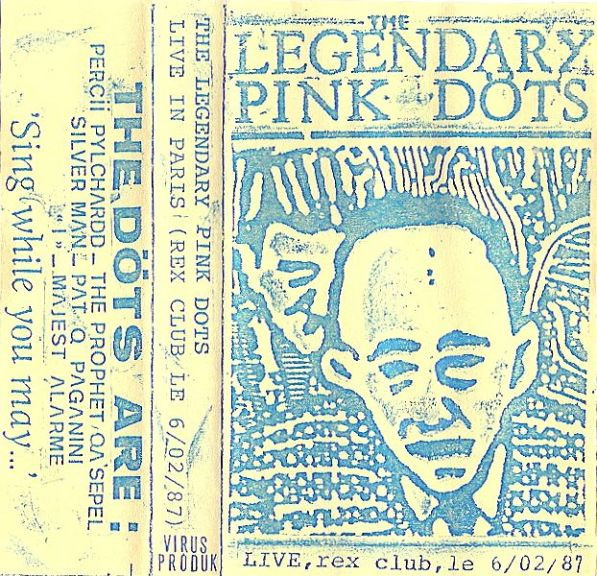 THE
LEGENDARY
PINK DÖTS
LIVE,rex club,le 6/02/87
THE LEGENDARY PINK DOTS
LIVE IN PARIS (REX CLUB LE 6/02/87)
VIRUS
PRODUK
THE DÖTS ARE:
PERCII PYLCHARDD – THE PROPHET QA SEPEL
SILVER MAN_ PAT Q PAGANINI
"I"_ MAJEST ALARME
'Sing while you may...'